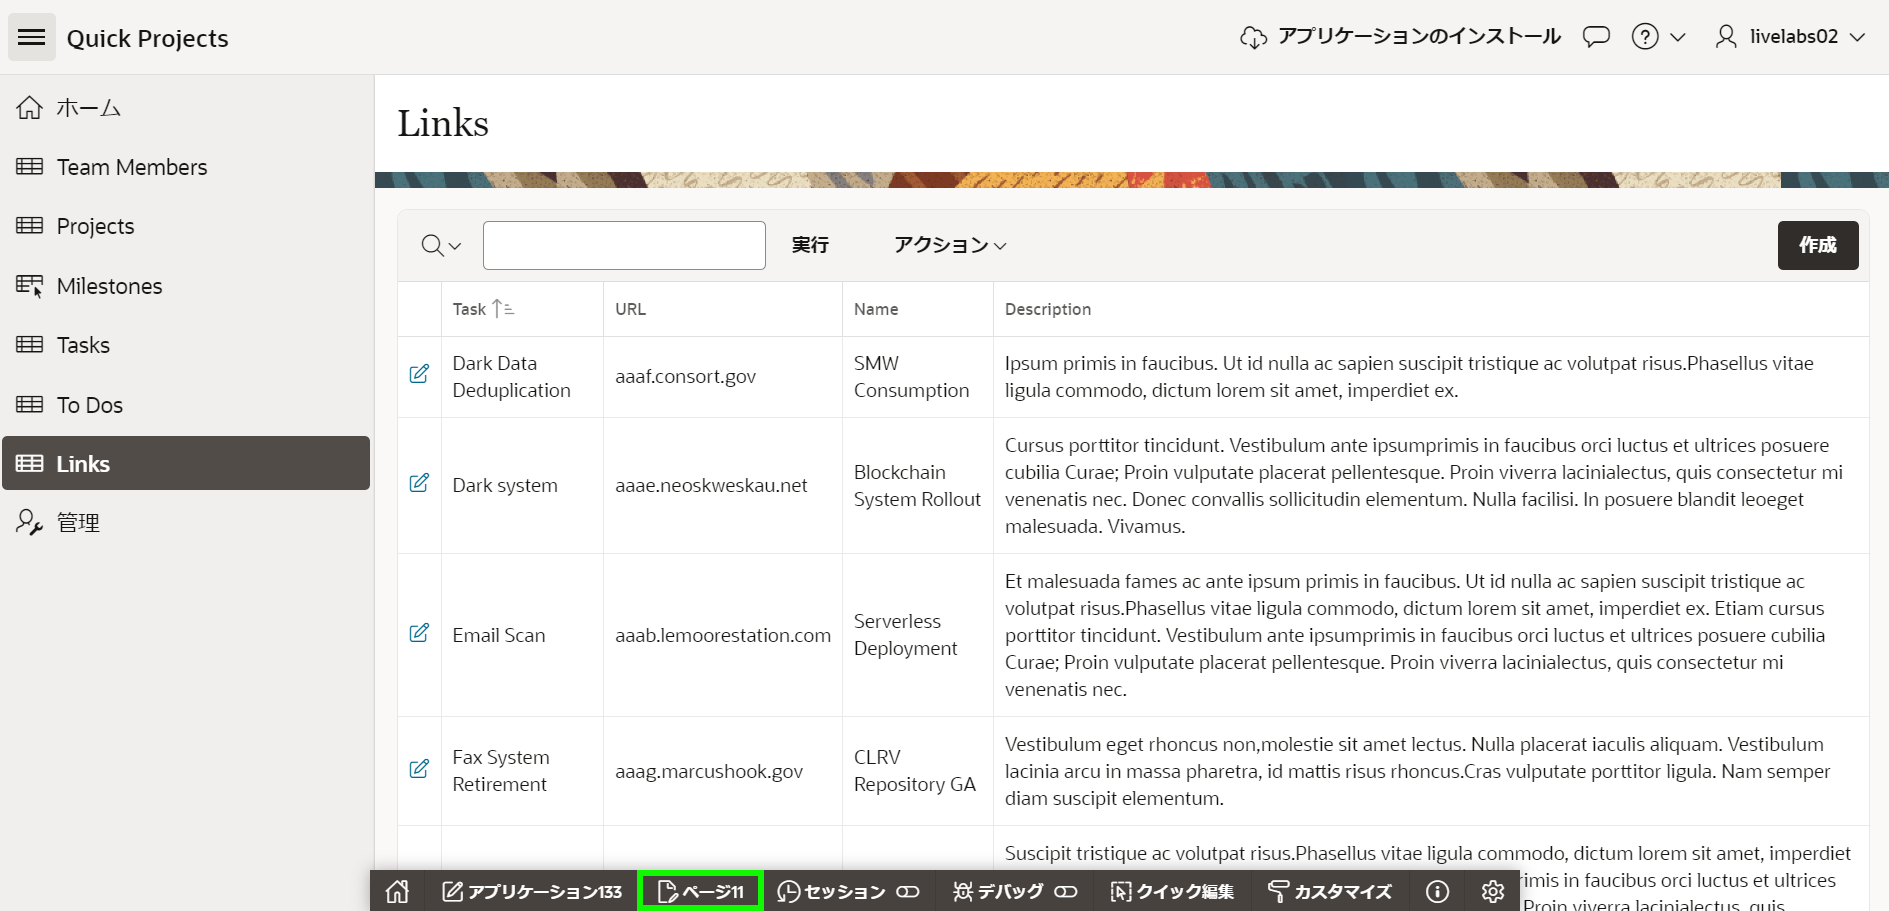 Quick Projects
アプリケーションのインストール
livelabs02
ホーム
Team Members
Projects
Milestones
Tasks
To Dos
Links
管理
Links
実行
アクション
作成
Task
URL
Name
Description
Dark Data
Deduplication
aaaf.consort.gov
SMW
Consumption
Ipsum primis in faucibus. Ut id nulla ac sapien suscipit tristique ac volutpat risus.Phasellus vitae
ligula commodo, dictum lorem sit amet, imperdiet ex.
Dark system
aaae.neoskweskau.net
Blockchain
System Rollout
Cursus porttitor tincidunt. Vestibulum ante ipsumprimis in faucibus orci luctus et ultrices posuere
cubilia Curae; Proin vulputate placerat pellentesque. Proin viverra lacinialectus, quis consectetur mi
venenatis nec. Donec convallis sollicitudin elementum. Nulla facilisi. In posuere blandit leoeget
malesuada. Vivamus.
Email Scan
aaab.lemoorestation.com
Serverless
Deployment
Et malesuada fames ac ante ipsum primis in faucibus. Ut id nulla ac sapien suscipit tristique ac
volutpat risus.Phasellus vitae ligula commodo, dictum lorem sit amet, imperdiet ex. Etiam cursus
porttitor tincidunt. Vestibulum ante ipsumprimis in faucibus orci luctus et ultrices posuere cubilia
Curae; Proin vulputate placerat pellentesque. Proin viverra lacinialectus, quis consectetur mi
venenatis nec.
Fax System
Retirement
aaag.marcushook.gov
CLRV
Repository GA
Vestibulum eget rhoncus non,molestie sit amet lectus. Nulla placerat iaculis aliquam. Vestibulum
lacinia arcu in massa pharetra, id mattis risus rhoncus.Cras vulputate porttitor ligula. Nam semper
diam suscipit elementum.
Suscipit tristique ac volutpat risus.Phasellus vitae ligula commodo, dictum lorem sit amet, imperdiet
rimis in faucibus orci luctus et ultrices
Proin viverra lacinialectus, quis
アプリケーション133
ページ11
セッション
デバッグ
クイック編集
カスタマイズ